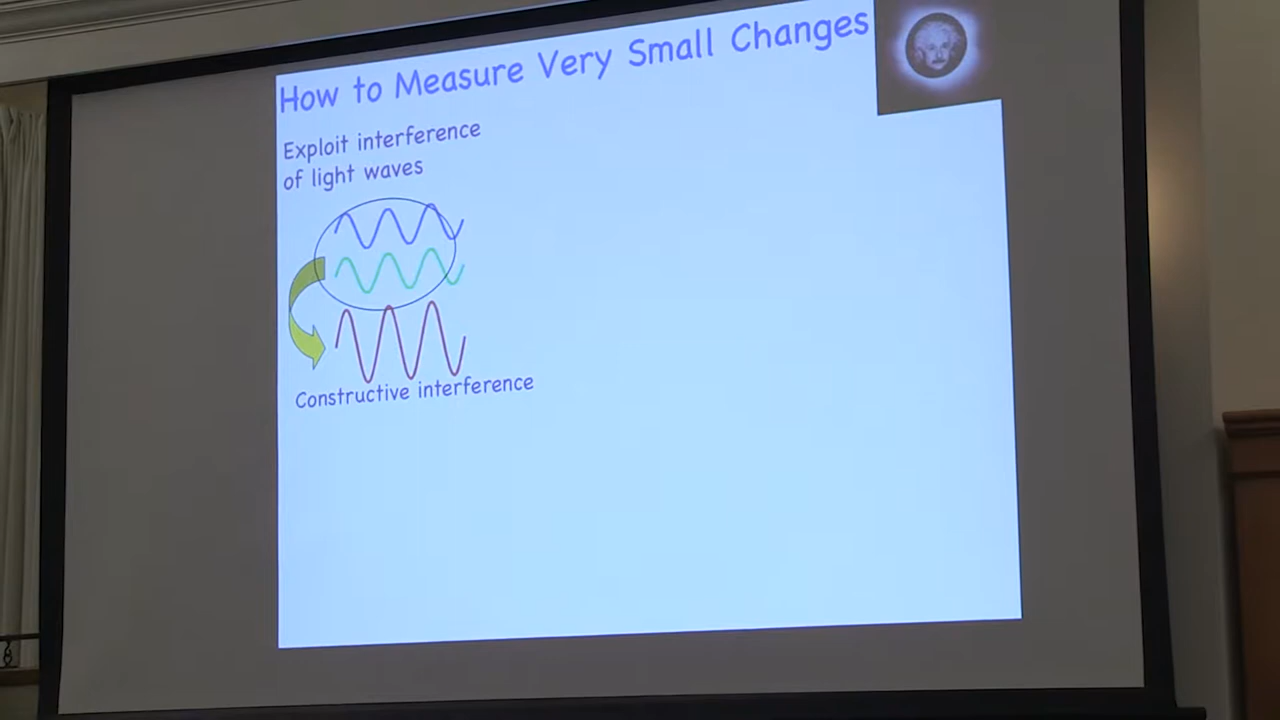 How to Measure Very Small Changes
Exploit interference
of light waves
Constructive interference